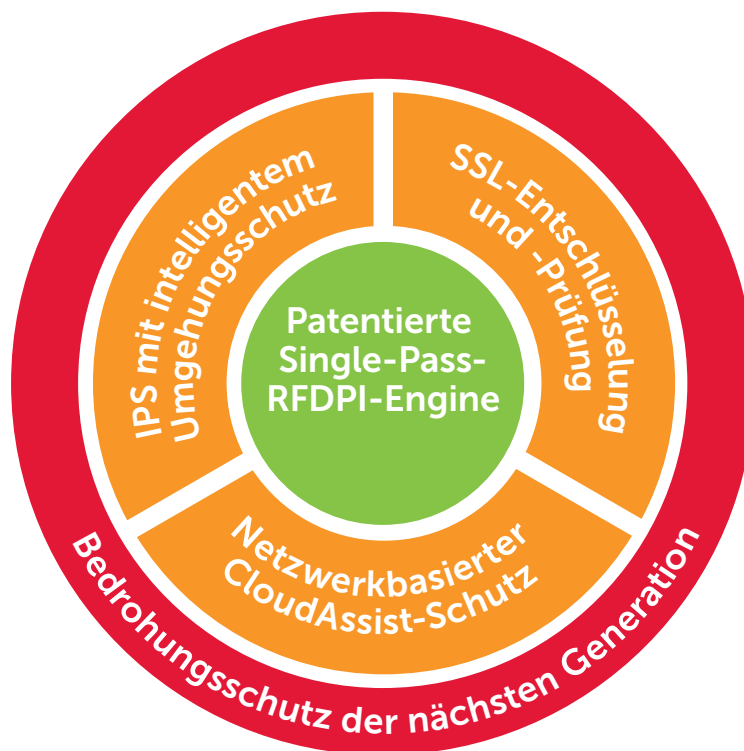 IPS mit intelligentem
Umgehungsschutz
SSL-Entschlüsselung
und -Prüfung
Patentierte
Single-Pass-
RFDPI-Engine
Netzwerkbasierter
CloudAssist-Schutz
Bedrohungsschutz der nächsten Generation